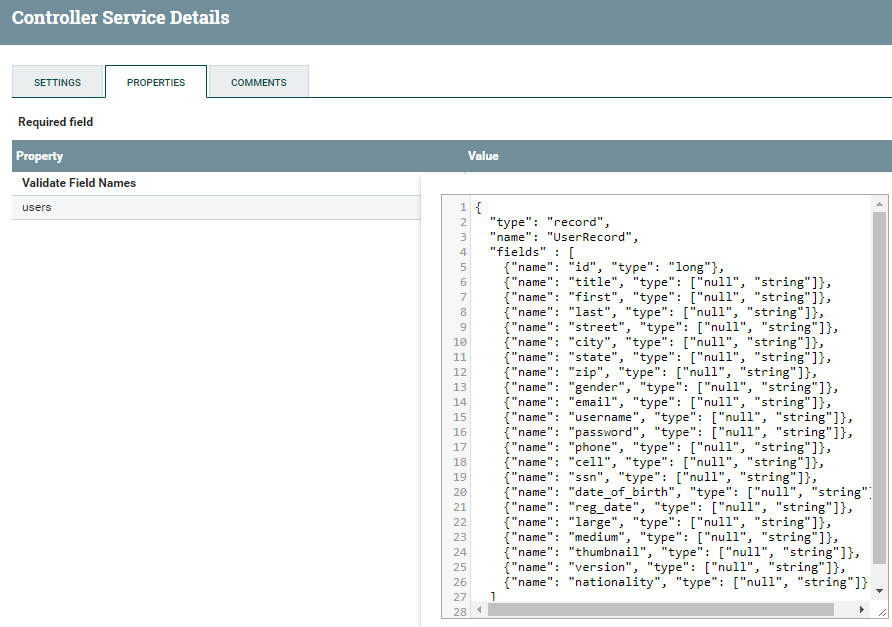 Controller Service Details
SETTINGS PROPERTIES COMMENTS
Required field
Property Value
Validate Field Names
users
1 {
2 "type": "record",
3 "name": "UserRecord",
4 "fields" : [
5 {"name": "id", "type": "long"},
6 {"name": "title", "type": ["null", "string"]},
7 {"name": "first", "type": ["null", "string"]},
8 {"name": "last", "type": ["null", "string"]},
9 {"name": "street", "type": ["null", "string"]},
10 {"name": "city", "type": ["null", "string"]},
11 {"name": "state", "type": ["null", "string"]},
12 {"name": "zip", "type": ["null", "string"]},
13 {"name": "gender", "type": ["null", "string"]},
14 {"name": "email", "type": ["null", "string"]},
15 {"name": "username", "type": ["null", "string"]},
16 {"name": "password", "type": ["null", "string"]},
17 {"name": "phone", "type": ["null", "string"]},
18 {"name": "cell", "type": ["null", "string"]},
19 {"name": "ssn", "type": ["null", "string"]},
20 {"name": "date_of_birth", "type": ["null", "string"]
21 {"name": "reg_date", "type": ["null", "string"]},
22 {"name": "large", "type": ["null", "string"]},
23 {"name": "medium", "type": ["null", "string"]},
24 {"name": "thumbnail", "type": ["null", "string"]},
25 {"name": "version", "type": ["null", "string"]},
26 {"name": "nationality", "type": ["null", "string"]}
27 ]
28